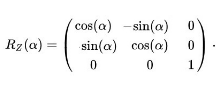 R_Z(α) = ( cos(α) −sin(α) 0
sin(α) cos(α) 0
0 0 1 ) .